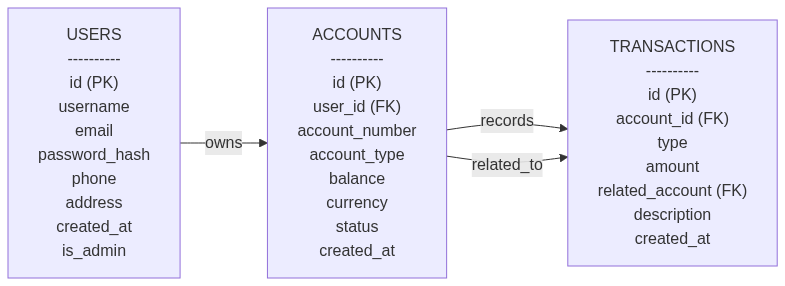 USERS
----------
id (PK)
username
email
password_hash
phone
address
created_at
is_admin
owns
ACCOUNTS
----------
id (PK)
user_id (FK)
account_number
account_type
balance
currency
status
created_at
records
related_to
TRANSACTIONS
----------
id (PK)
account_id (FK)
type
amount
related_account (FK)
description
created_at